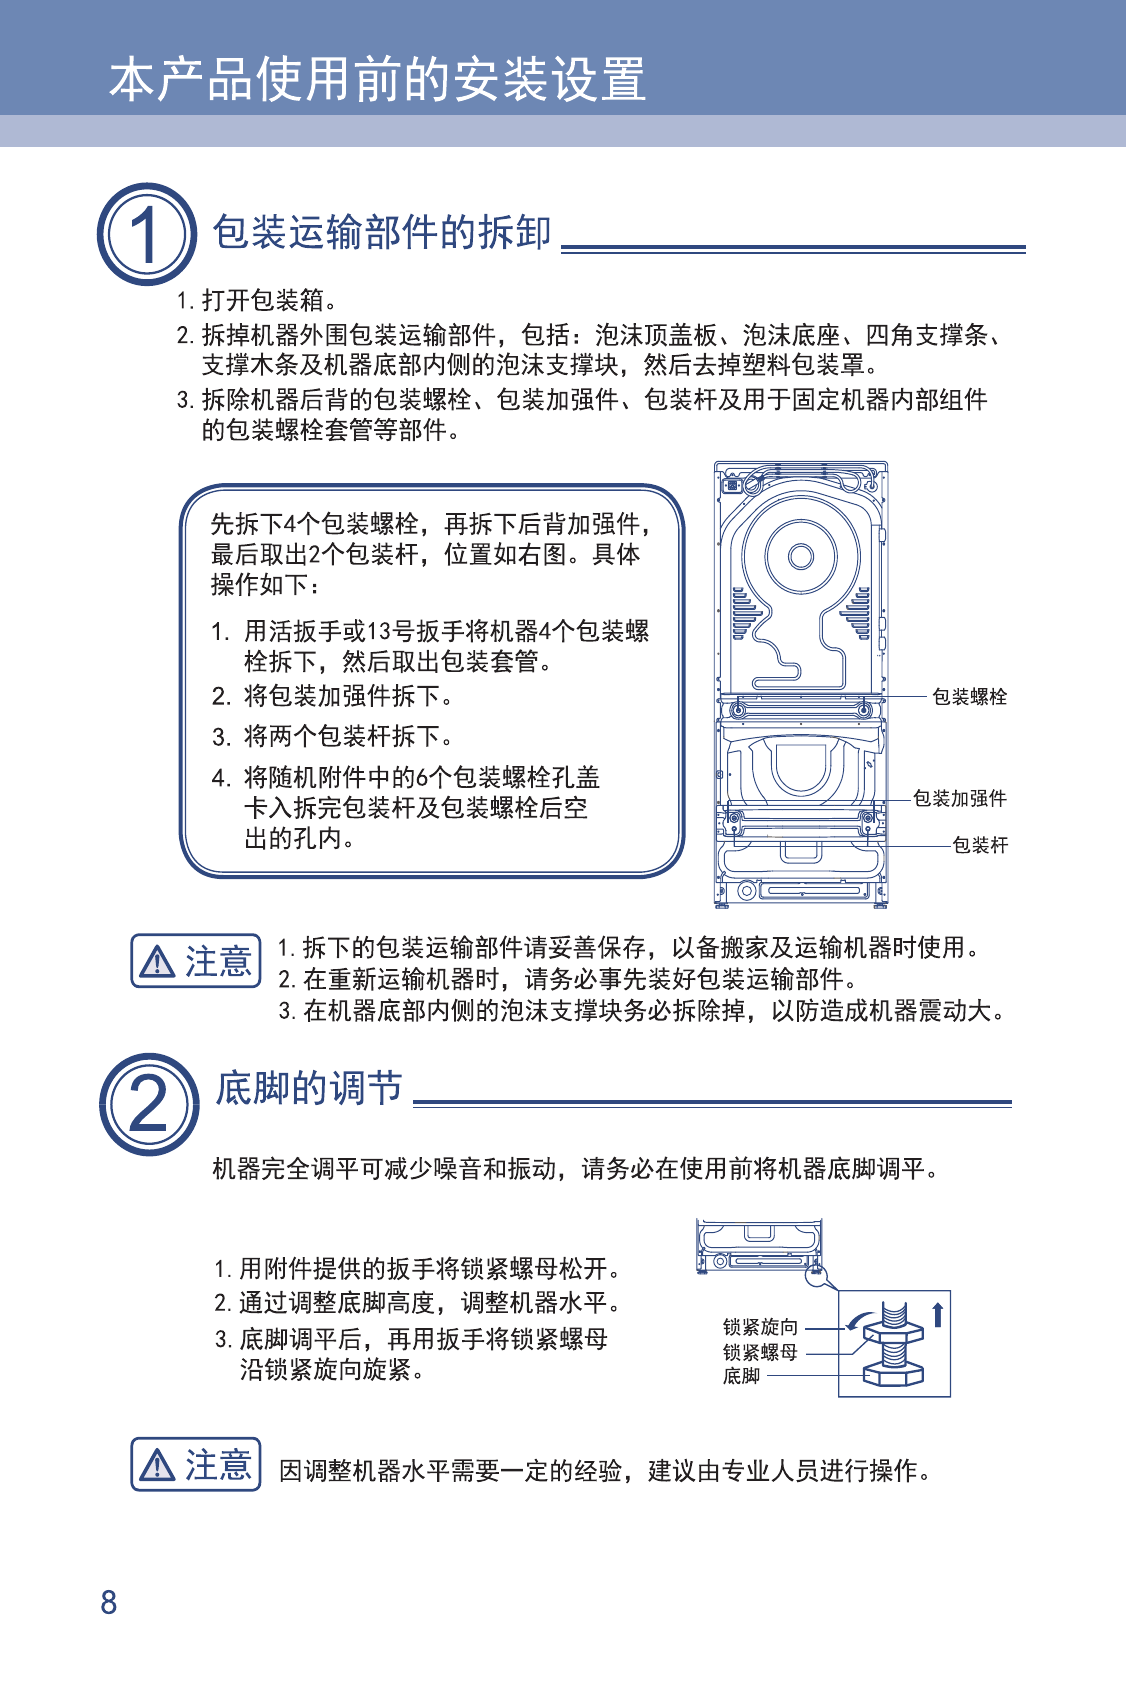 本产品使用前的安装设置
1 包装运输部件的拆卸
1.打开包装箱。
2.拆掉机器外围包装运输部件，包括：泡沫顶盖板、泡沫底座、四角支撑条、
支撑木条及机器底部内侧的泡沫支撑块，然后去掉塑料包装罩。
3.拆除机器后背的包装螺栓、包装加强件、包装杆及用于固定机器内部组件
的包装螺栓套管等部件。
先拆下4个包装螺栓，再拆下后背加强件，
最后取出2个包装杆，位置如右图。具体
操作如下：
1. 用活扳手或13号扳手将机器4个包装螺
栓拆下，然后取出包装套管。
2. 将包装加强件拆下。
3. 将两个包装杆拆下。
4. 将随机附件中的6个包装螺栓孔盖
卡入拆完包装杆及包装螺栓后空
出的孔内。
包装螺栓
包装加强件
包装杆
注意
1.拆下的包装运输部件请妥善保存，以备搬家及运输机器时使用。
2.在重新运输机器时，请务必事先装好包装运输部件。
3.在机器底部内侧的泡沫支撑块务必拆除掉，以防造成机器震动大。
2 底脚的调节
机器完全调平可减少噪音和振动，请务必在使用前将机器底脚调平。
1.用附件提供的扳手将锁紧螺母松开。
2.通过调整底脚高度，调整机器水平。
3.底脚调平后，再用扳手将锁紧螺母
沿锁紧旋向旋紧。
锁紧旋向
锁紧螺母
底脚
注意
因调整机器水平需要一定的经验，建议由专业人员进行操作。
8